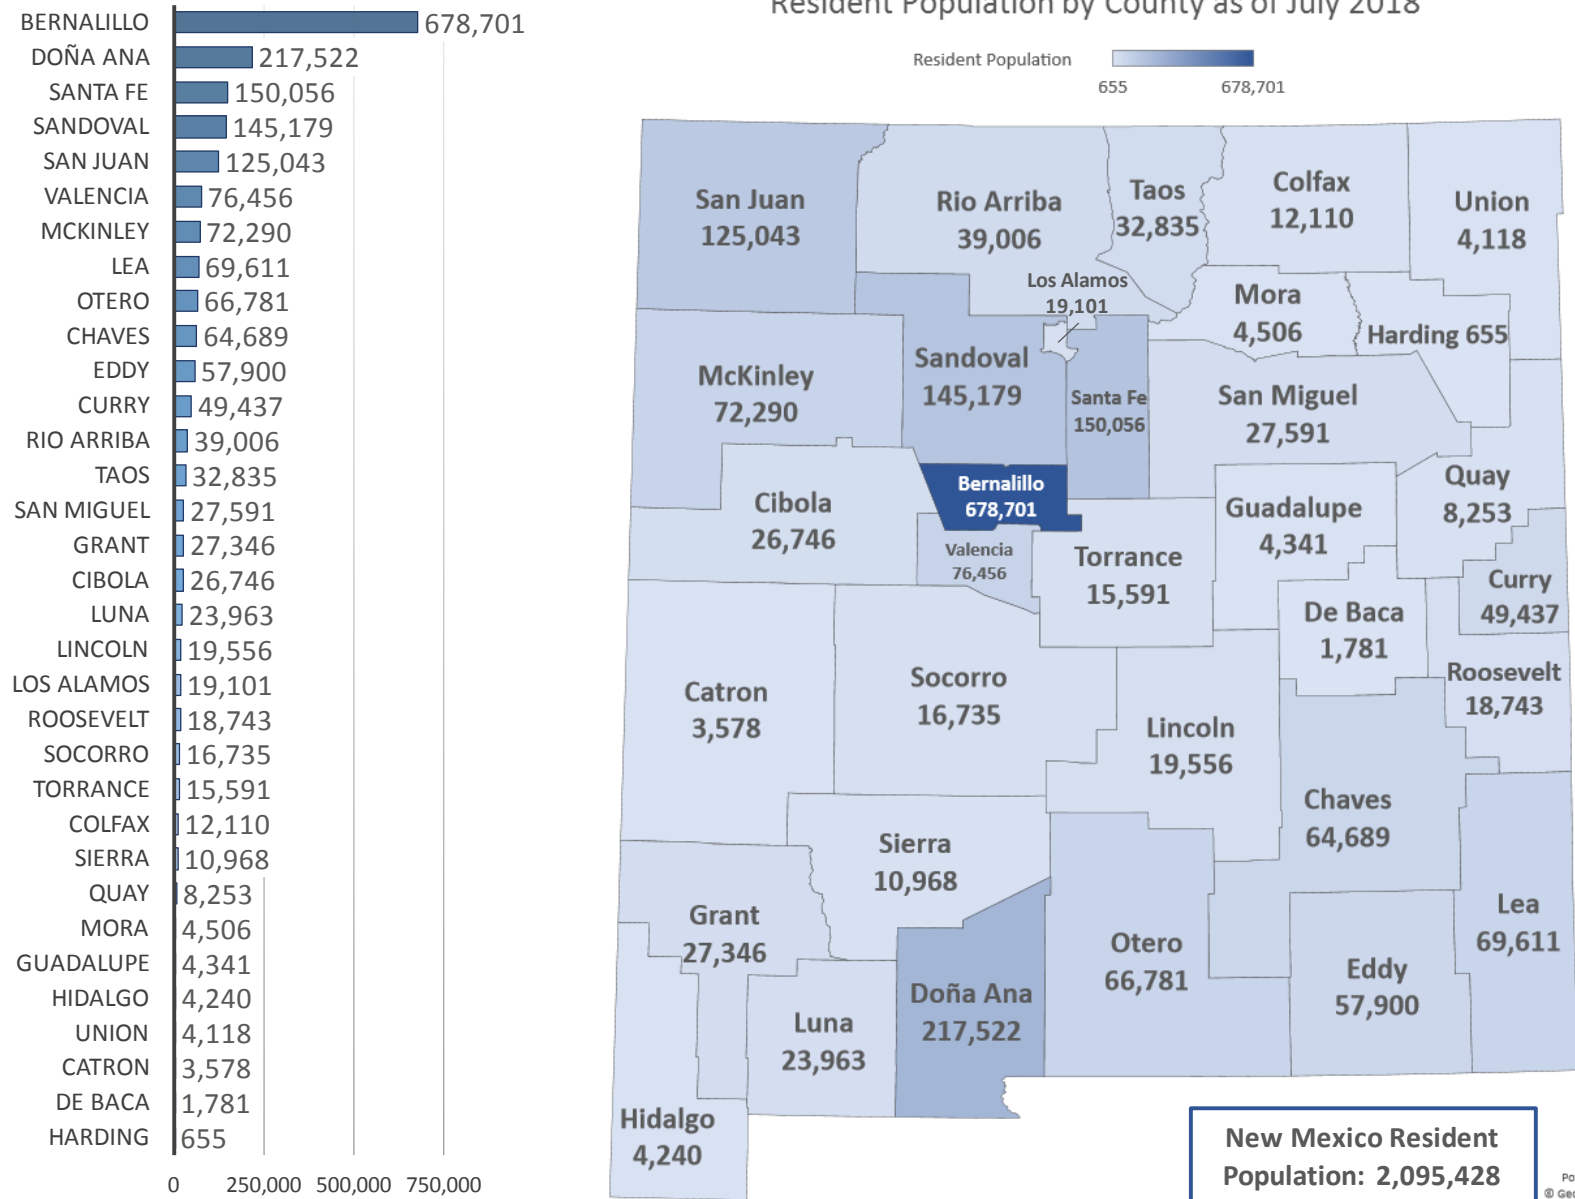 BERNALILLO 678,701
DOÑA ANA 217,522
SANTA FE 150,056
SANDOVAL 145,179
SAN JUAN 125,043
VALENCIA 76,456
MCKINLEY 72,290
LEA 69,611
OTERO 66,781
CHAVES 64,689
EDDY 57,900
CURRY 49,437
RIO ARRIBA 39,006
TAOS 32,835
SAN MIGUEL 27,591
GRANT 27,346
CIBOLA 26,746
LUNA 23,963
LINCOLN 19,556
LOS ALAMOS 19,101
ROOSEVELT 18,743
SOCORRO 16,735
TORRANCE 15,591
COLFAX 12,110
SIERRA 10,968
QUAY 8,253
MORA 4,506
GUADALUPE 4,341
HIDALGO 4,240
UNION 4,118
CATRON 3,578
DE BACA 1,781
HARDING 655
0 250,000 500,000 750,000
Resident Population by County as of July 2018
Resident Population
655 678,701
San Juan
125,043
Rio Arriba
39,006
Taos
32,835
Colfax
12,110
Union
4,118
Los Alamos
19,101
Mora
4,506
Harding 655
McKinley
72,290
Sandoval
145,179
Santa Fe
150,056
San Miguel
27,591
Quay
8,253
Cibola
26,746
Bernalillo
678,701
Valencia
76,456
Torrance
15,591
Guadalupe
4,341
Curry
49,437
De Baca
1,781
Roosevelt
18,743
Catron
3,578
Socorro
16,735
Lincoln
19,556
Chaves
64,689
Sierra
10,968
Grant
27,346
Lea
69,611
Otero
66,781
Eddy
57,900
Doña Ana
217,522
Luna
23,963
Hidalgo
4,240
New Mexico Resident
Population: 2,095,428
Po
© Geo